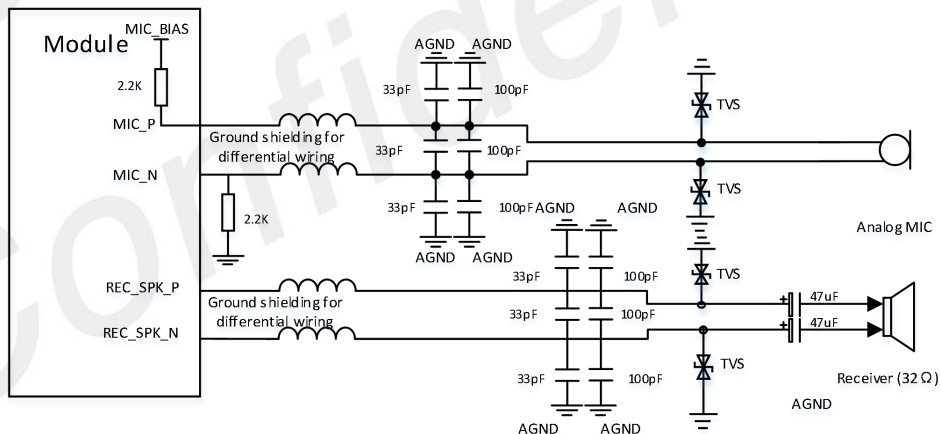 Confiden
Module
MIC_BIAS
2.2K
MIC_P
MIC_N
2.2K
Ground shielding for
differential wiring
AGND AGND
33pF 100pF
33pF 100pF
33pF 100pF
AGND AGND
TVS
TVS
Analog MIC
REC_SPK_P
REC_SPK_N
Ground shielding for
differential wiring
AGND AGND
33pF 100pF
33pF 100pF
33pF 100pF
AGND AGND
TVS
TVS
+ 47uF
+ 47uF
Receiver (32 Ω)
AGND